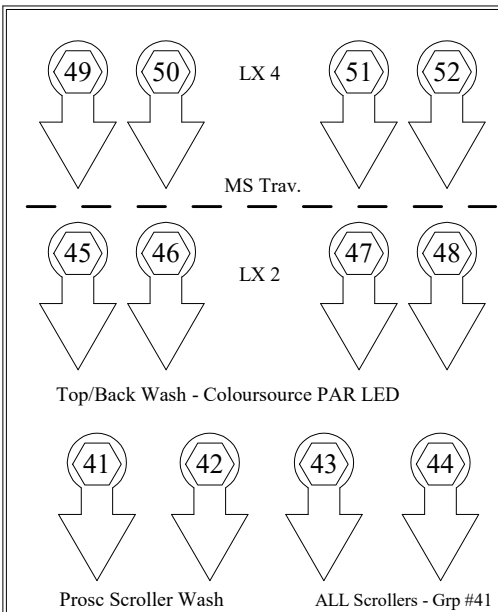 49 50 LX 4 51 52
MS Trav.
45 46 LX 2 47 48
Top/Back Wash - Coloursource PAR LED
41 42 43 44
Prosc Scroller Wash ALL Scrollers - Grp #41